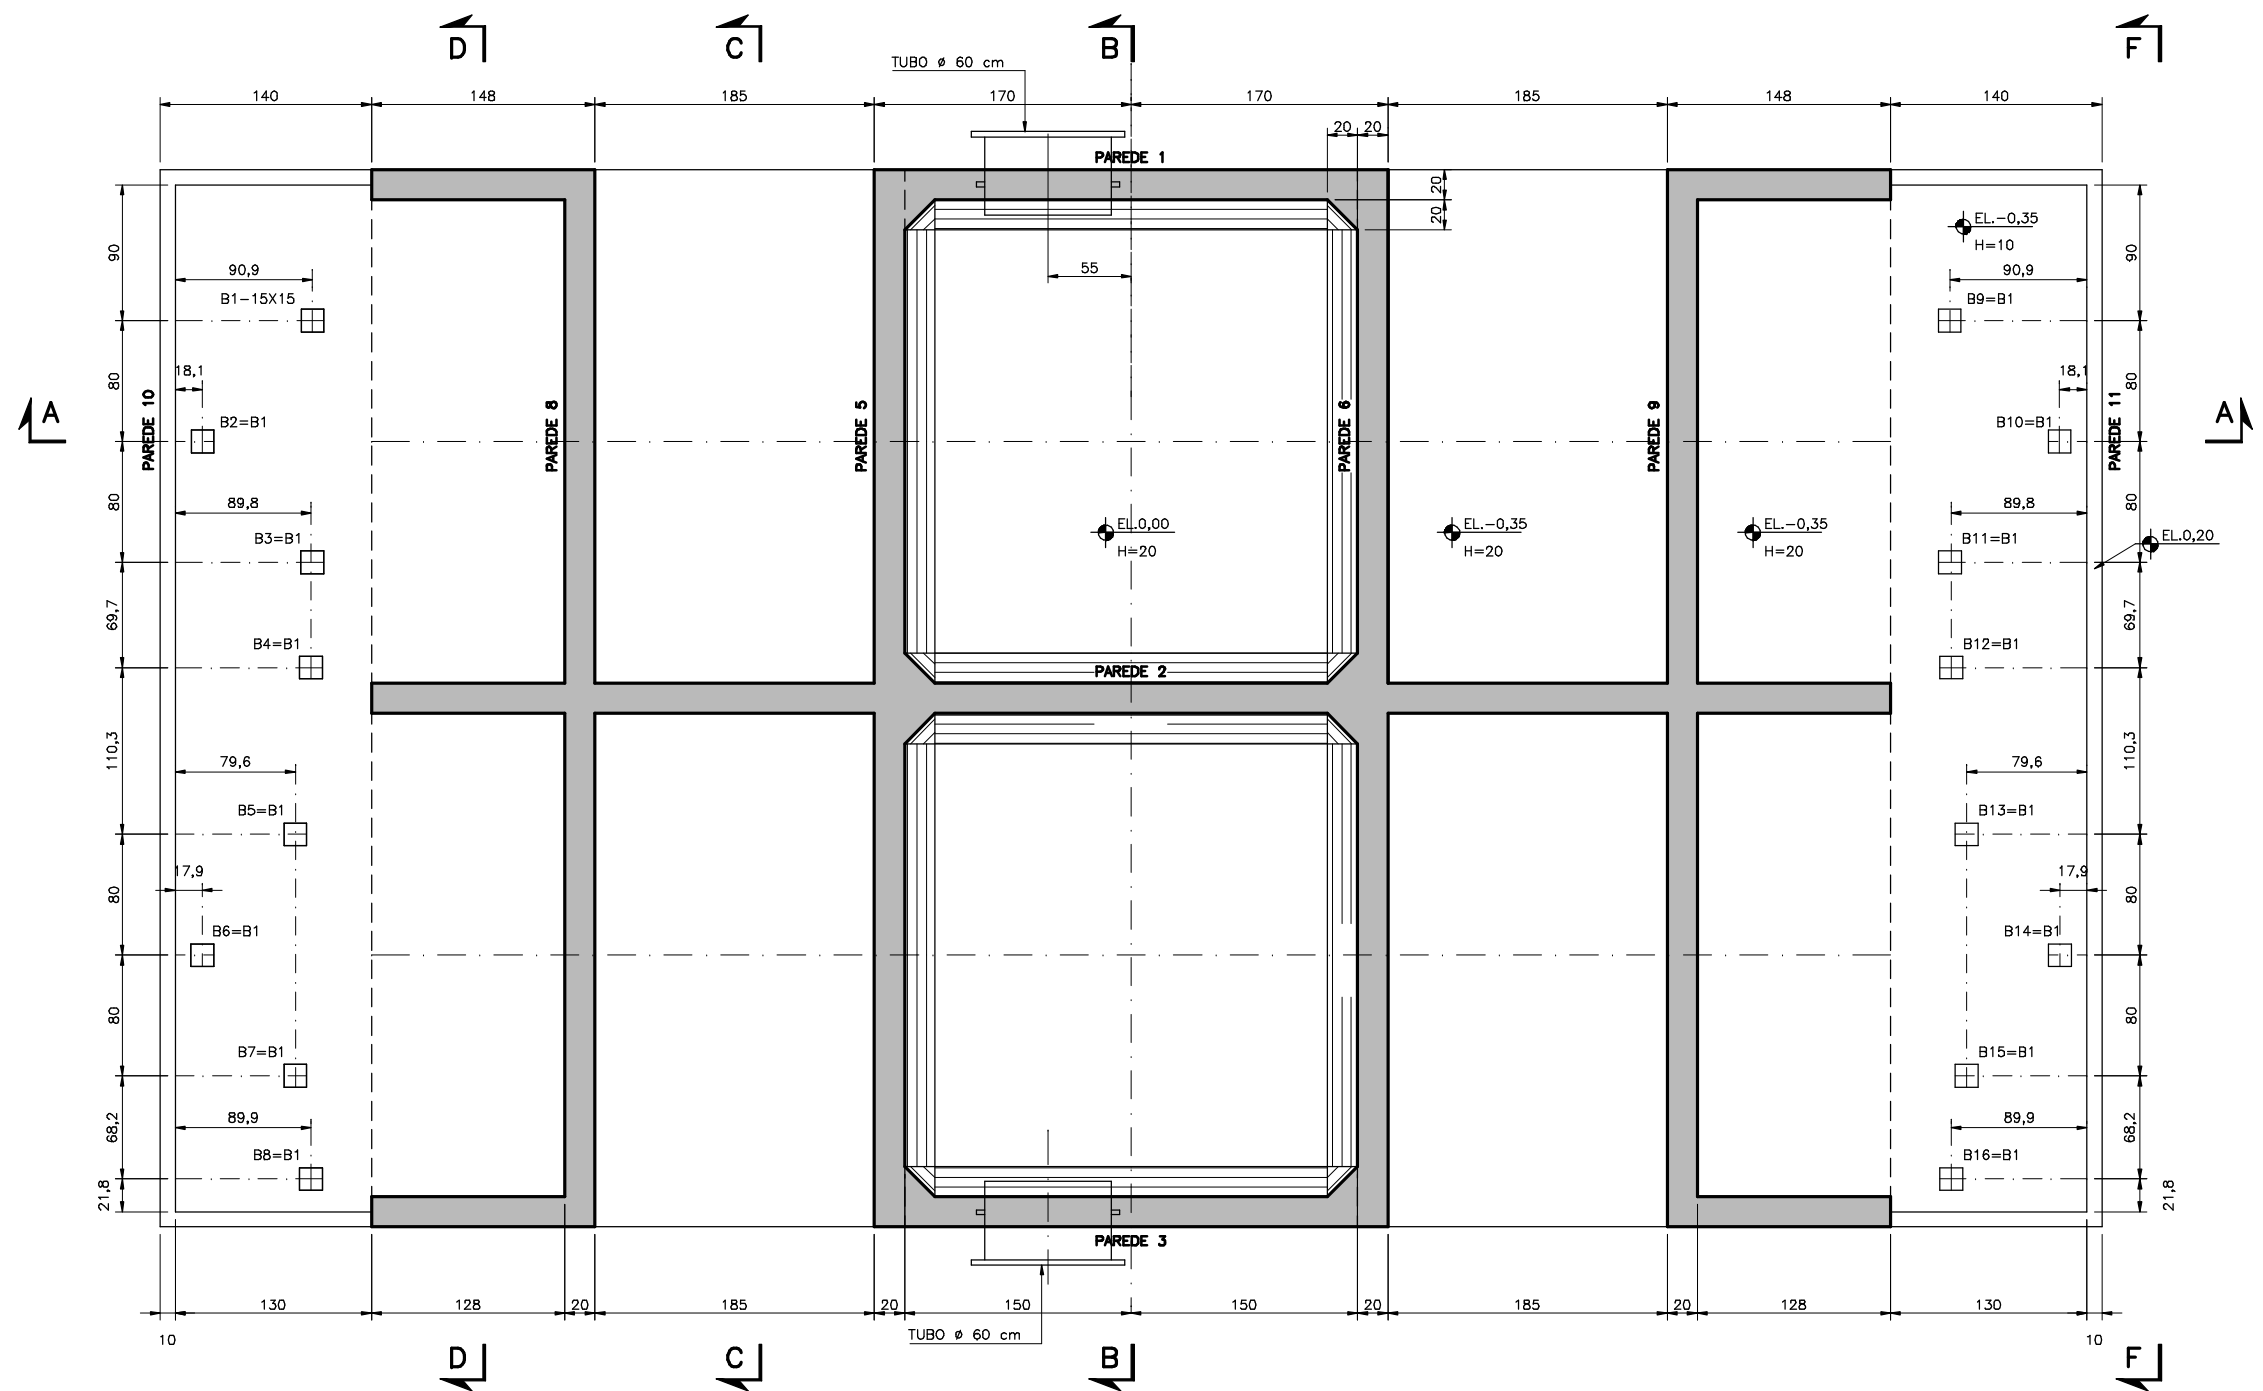 D
C
B
F
TUBO ø 60 cm
140
148
185
170
170
185
148
140
20
20
PAREDE 1
20
20
90
90,9
B1-15X15
55
EL.-0,35
H=10
90
90,9
B9=B1
80
18,1
A
PAREDE 10
B2=B1
PAREDE 8
PAREDE 5
PAREDE 6
PAREDE 9
80
18,1
B10=B1
PAREDE 11
A
80
89,8
B3=B1
EL.0,00
H=20
EL.-0,35
H=20
EL.-0,35
H=20
80
89,8
B11=B1
EL.0,20
69,7
B4=B1
PAREDE 2
69,7
B12=B1
110,3
79,6
B5=B1
110,3
79,6
B13=B1
17,9
80
B6=B1
17,9
80
B14=B1
80
B7=B1
80
B15=B1
68,2
89,9
B8=B1
68,2
89,9
B16=B1
21,8
21,8
PAREDE 3
130
128
20
185
20
150
150
20
185
20
128
130
10
TUBO ø 60 cm
10
D
C
B
F